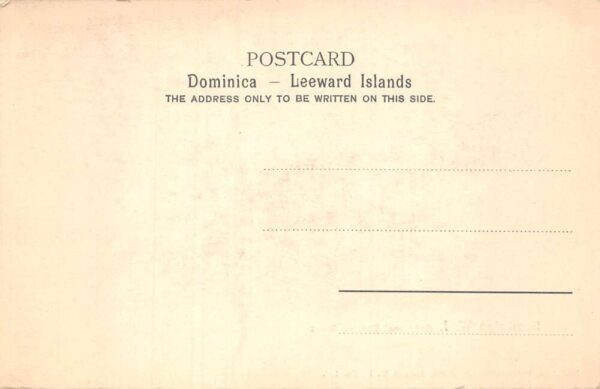 POSTCARD
Dominica — Leeward Islands
THE ADDRESS ONLY TO BE WRITTEN ON THIS SIDE.